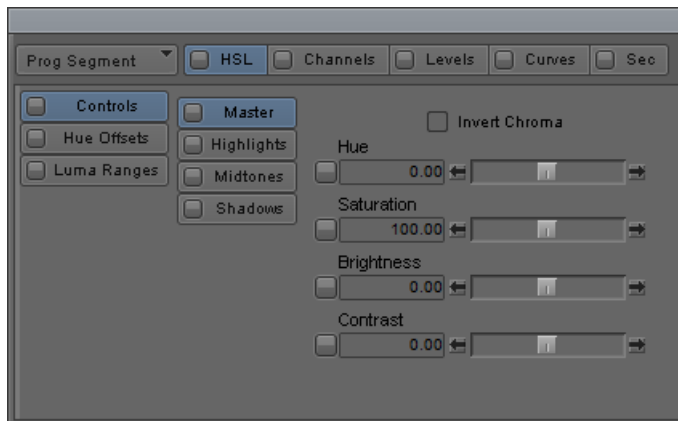 Prog Segment HSL Channels Levels Curves Sec
Controls
Hue Offsets
Luma Ranges
Master
Highlights
Midtones
Shadows
Invert Chroma
Hue
0.00
Saturation
100.00
Brightness
0.00
Contrast
0.00